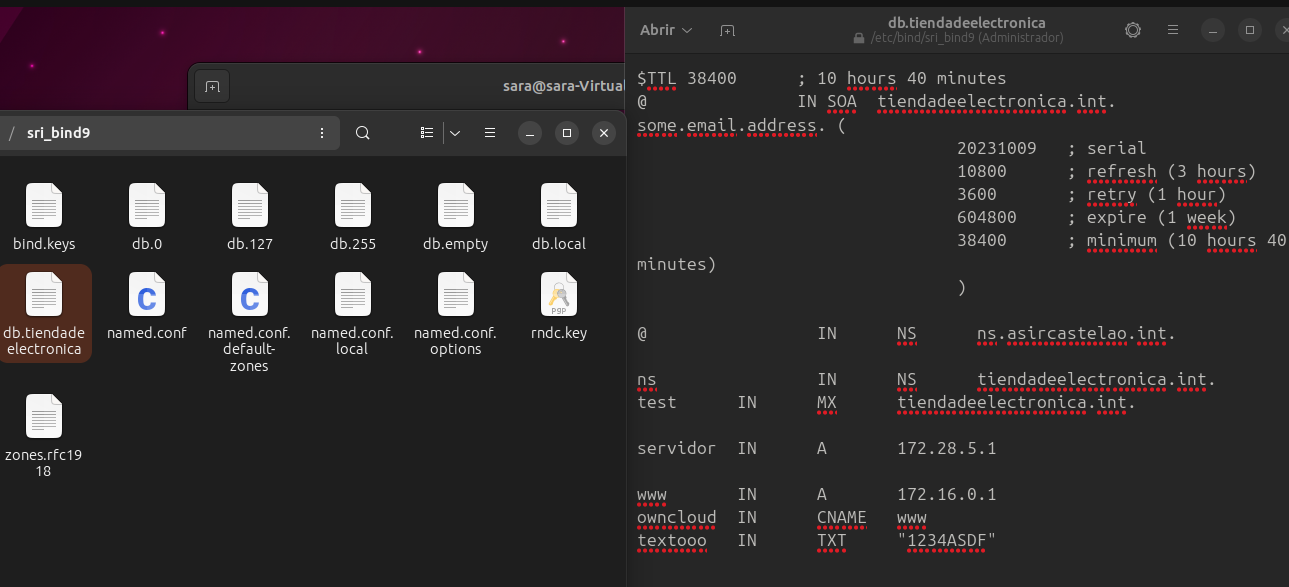 sara@sara-Virtual
/ sri_bind9
bind.keys
db.0
db.127
db.255
db.empty
db.local
db.tiendade
electronica
named.conf
named.conf.
default-
zones
named.conf.
local
named.conf.
options
pgp
rndc.key
zones.rfc19
18
Abrir
db.tiendadeelectronica
/etc/bind/sri_bind9 (Administrador)
$TTL 38400 ; 10 hours 40 minutes
@ IN SOA tiendadeelectronica.int.
some.email.address. (
20231009 ; serial
10800 ; refresh (3 hours)
3600 ; retry (1 hour)
604800 ; expire (1 week)
38400 ; minimum (10 hours 40
minutes)
)
@ IN NS ns.asircastelao.int.
ns IN NS tiendadeelectronica.int.
test IN MX tiendadeelectronica.int.
servidor IN A 172.28.5.1
www IN A 172.16.0.1
owncloud IN CNAME www
textooo IN TXT "1234ASDF"